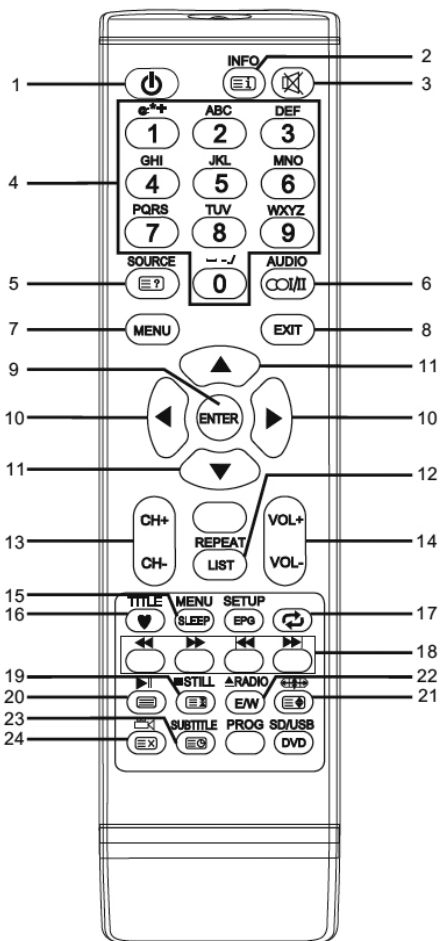 INFO
2
1
3
@:*+ ABC DEF
1 2 3
GHI JKL MNO
4
4 5 6
PQRS TUV WXYZ
7 8 9
SOURCE AUDIO
5 ? 0 I/II 6
7 MENU EXIT 8
9
11
10 ENTER 10
11
12
CH+ VOL+
13 REPEAT 14
CH- LIST VOL-
15 TITLE MENU SETUP
16 SLEEP EPG 17
18
19 STILL RADIO 22
20 E/W 21
23 SUBTITLE PROG SD/USB
24 X DVD